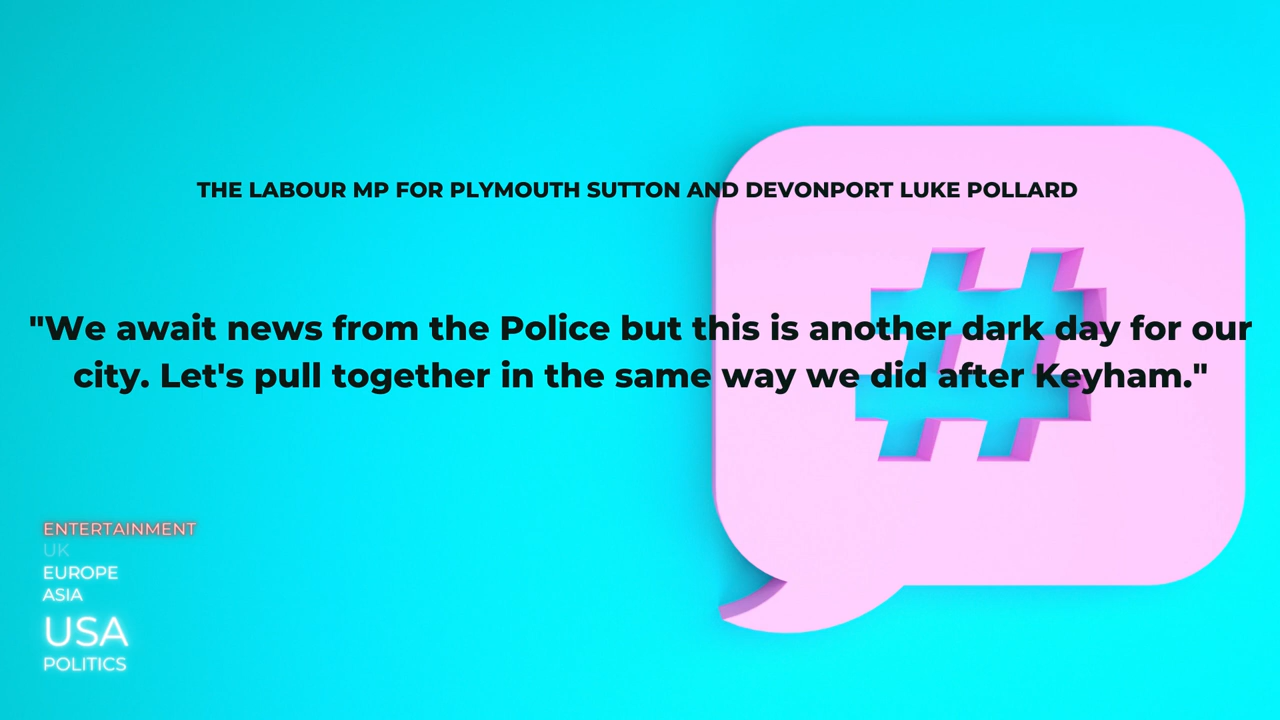 THE LABOUR MP FOR PLYMOUTH SUTTON AND DEVONPORT LUKE POLLARD
"We await news from the Police but this is another dark day for our
city. Let's pull together in the same way we did after Keyham."
ENTERTAINMENT
UK
EUROPE
ASIA
USA
POLITICS